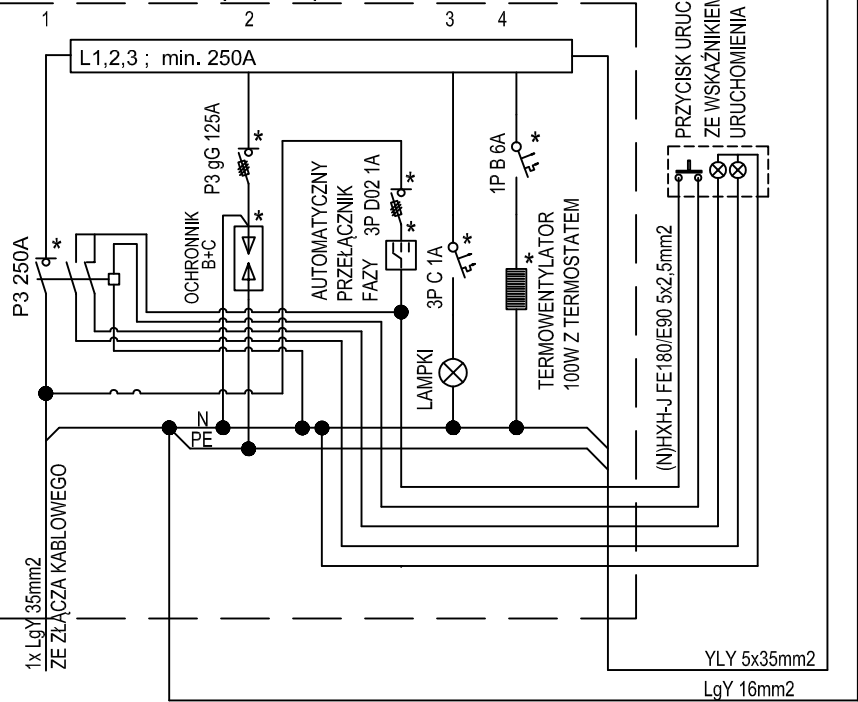 1 2 3 4
L1,2,3 ; min. 250A
P3 250A
P3 gG 125A
OCHRONNIK
B+C
AUTOMATYCZNY
PRZEŁĄCZNIK
FAZY 3P D02 1A
3P C 1A
LAMPKI
1P B 6A
TERMOWENTYLATOR
100W Z TERMOSTATEM
(N)HXH-J FE180/E90 5x2,5mm2
PRZYCISK URUC
ZE WSKAŹNIKIEM
URUCHOMIENIA
N
PE
1x LgY 35mm2
ZE ZŁĄCZA KABLOWEGO
YLY 5x35mm2
LgY 16mm2